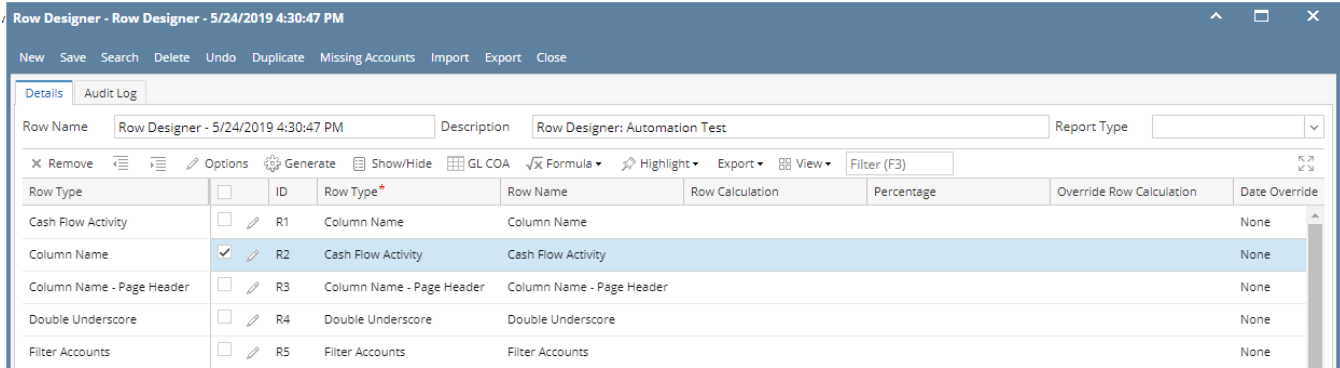 Row Designer - Row Designer - 5/24/2019 4:30:47 PM
New Save Search Delete Undo Duplicate Missing Accounts Import Export Close
Details Audit Log
Row Name Row Designer - 5/24/2019 4:30:47 PM Description Row Designer: Automation Test Report Type
Remove Options Generate Show/Hide GL COA Formula Highlight Export View Filter (F3)
Row Type ID Row Type* Row Name Row Calculation Percentage Override Row Calculation Date Override
Cash Flow Activity R1 Column Name Column Name None
Column Name R2 Cash Flow Activity Cash Flow Activity None
Column Name - Page Header R3 Column Name - Page Header Column Name - Page Header None
Double Underscore R4 Double Underscore Double Underscore None
Filter Accounts R5 Filter Accounts Filter Accounts None